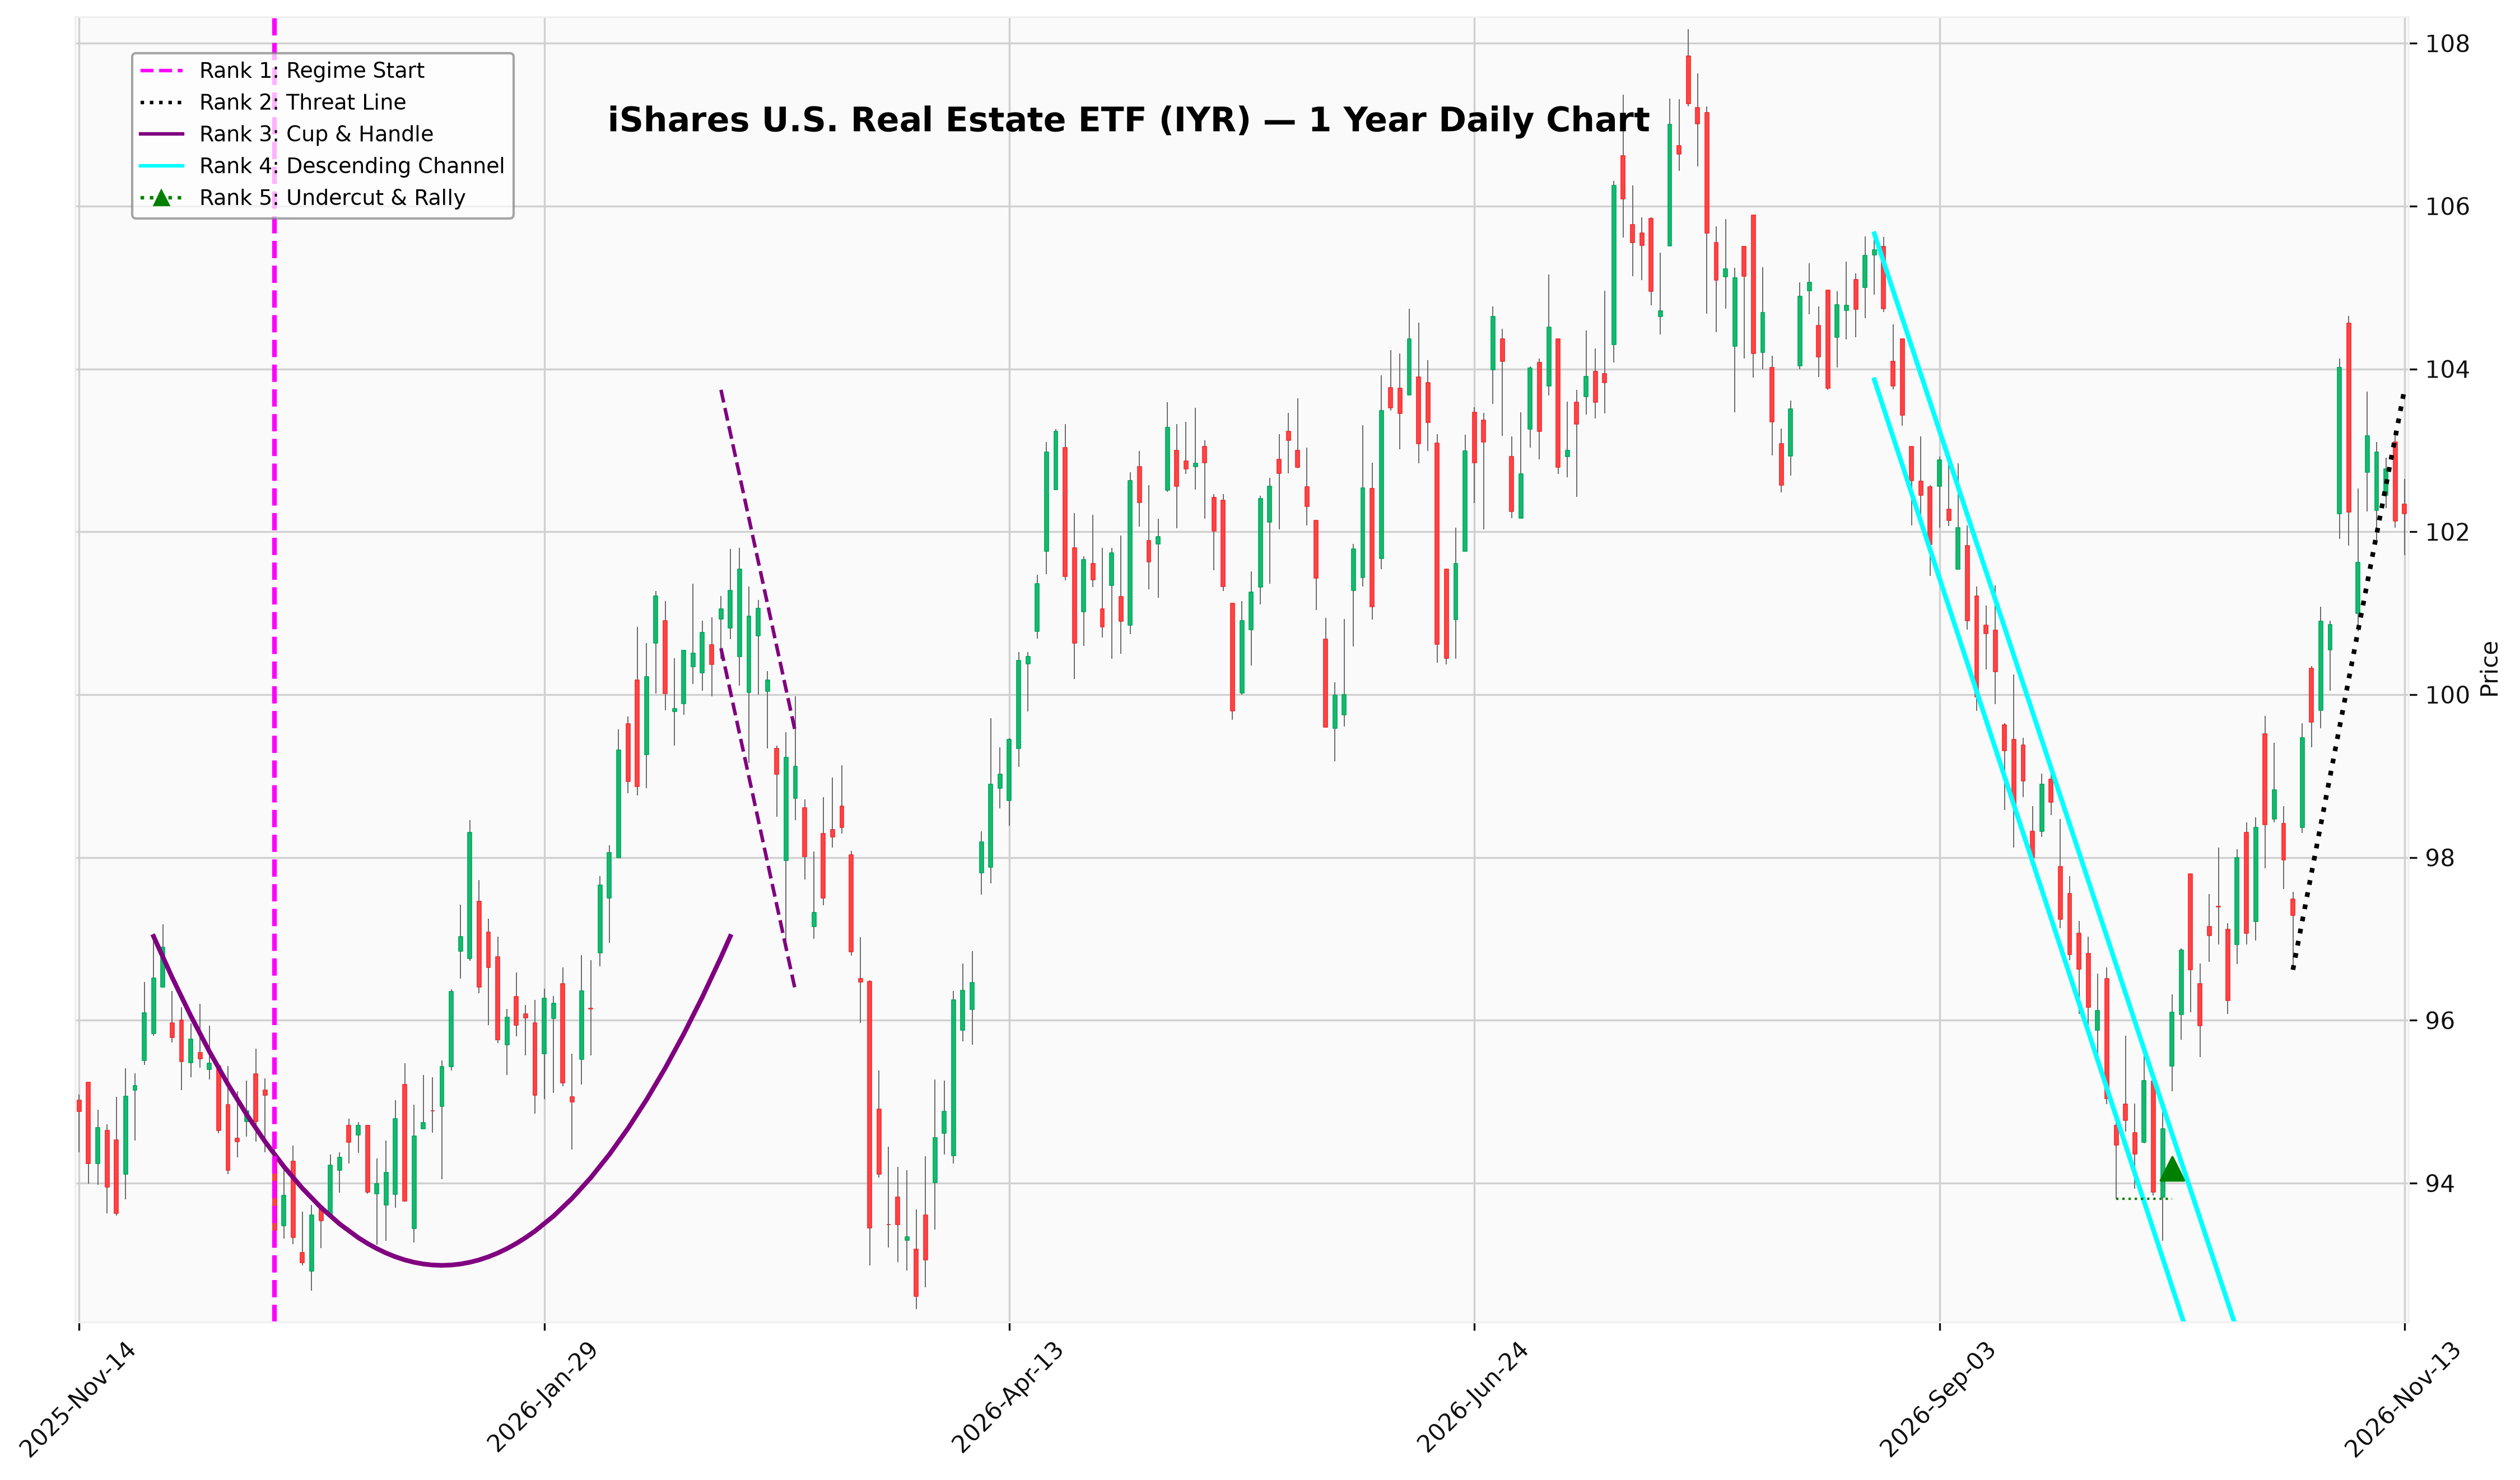 iShares U.S. Real Estate ETF (IYR) — 1 Year Daily Chart
Rank 1: Regime Start
Rank 2: Threat Line
Rank 3: Cup & Handle
Rank 4: Descending Channel
Rank 5: Undercut & Rally
108
106
104
102
100
98
96
94
Price
2025-Nov-14
2026-Jan-29
2026-Apr-13
2026-Jun-24
2026-Sep-03
2026-Nov-13